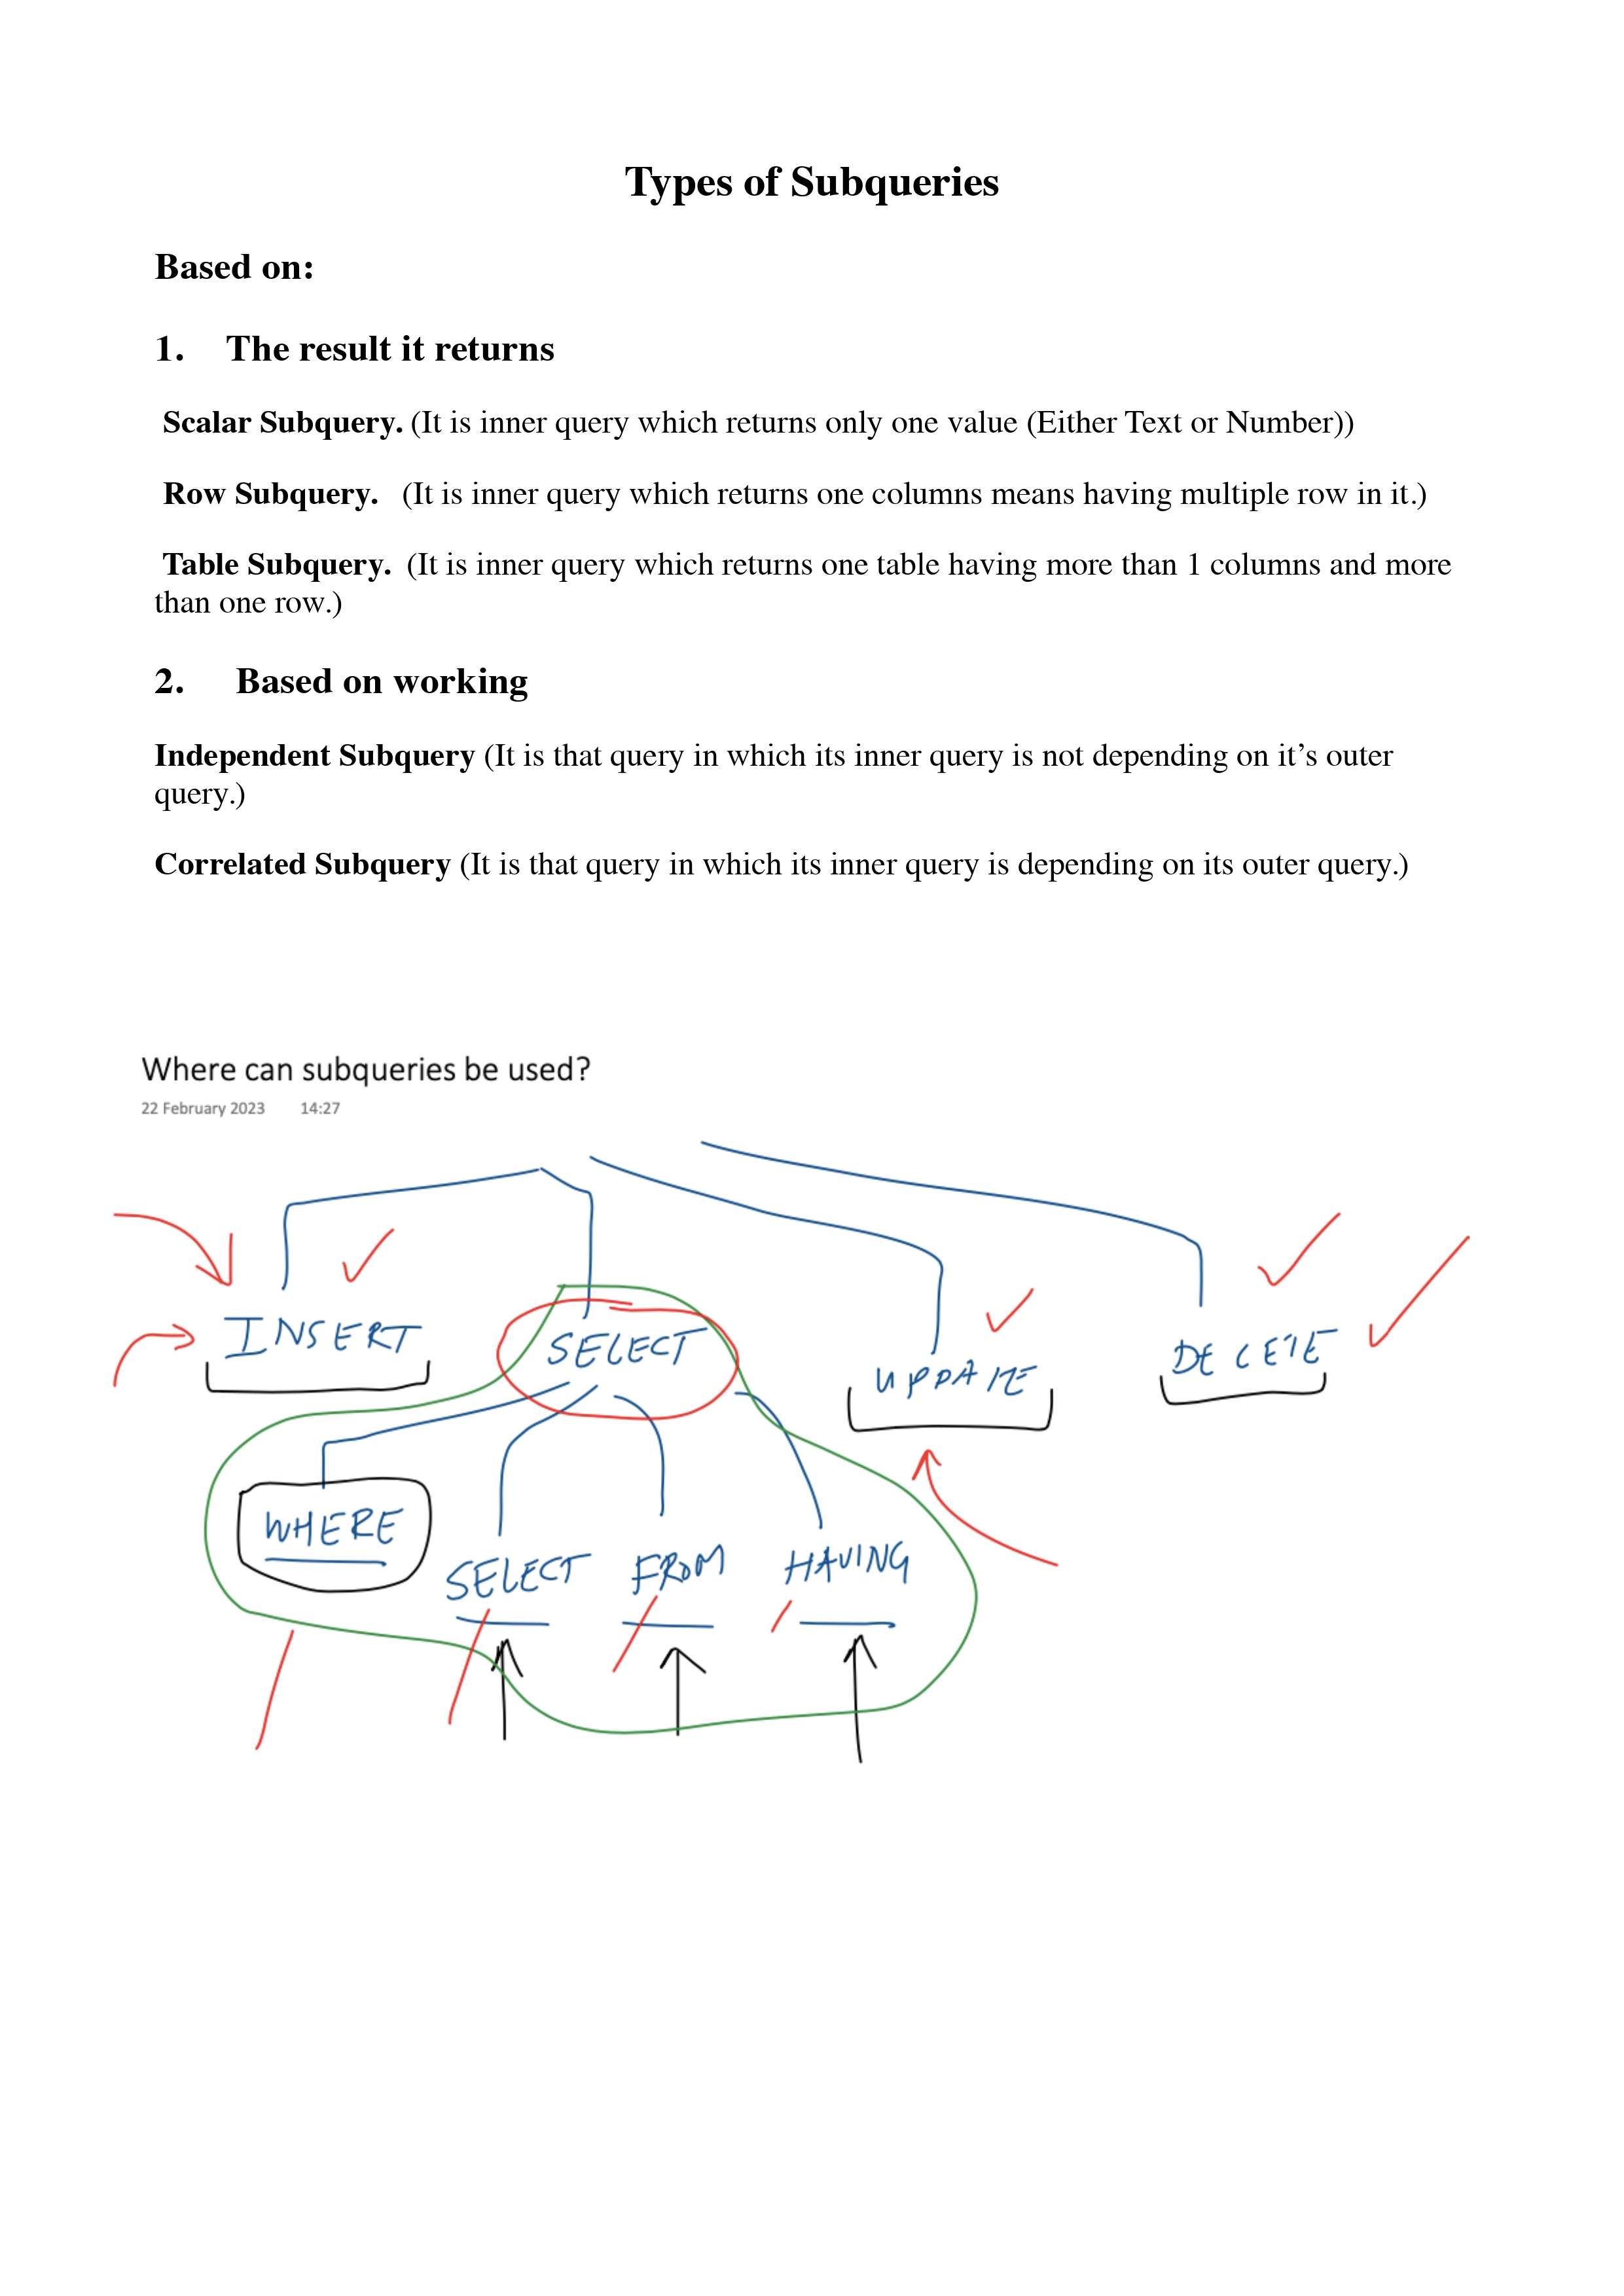 Types of Subqueries
Based on:
1. The result it returns
Scalar Subquery. (It is inner query which returns only one value (Either Text or Number))
Row Subquery. (It is inner query which returns one columns means having multiple row in it.)
Table Subquery. (It is inner query which returns one table having more than 1 columns and more
than one row.)
2. Based on working
Independent Subquery (It is that query in which its inner query is not depending on it’s outer
query.)
Correlated Subquery (It is that query in which its inner query is depending on its outer query.)
Where can subqueries be used?
22 February 2023 14:27
INSERT SELECT UPDATE DELETE
WHERE SELECT FROM HAVING